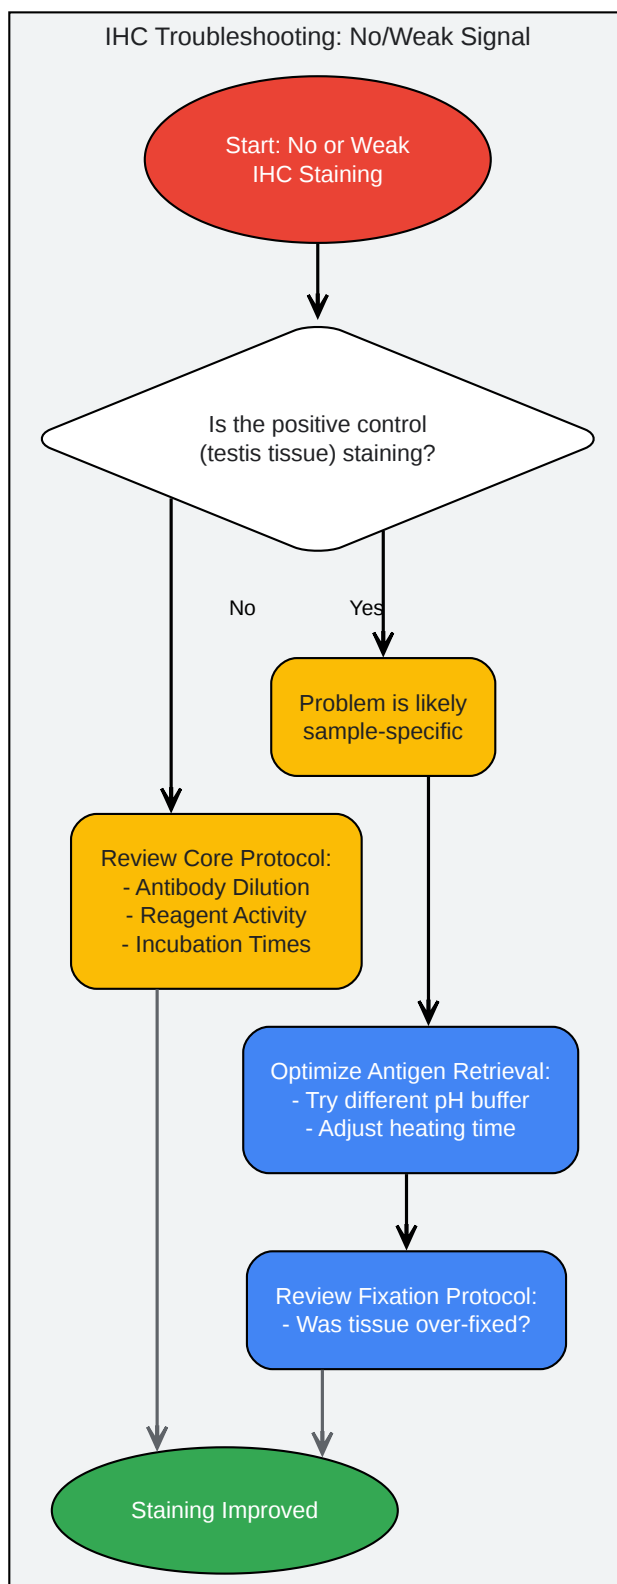 IHC Troubleshooting: No/Weak Signal
Start: No or Weak
IHC Staining
Is the positive control
(testis tissue) staining?
No
Yes
Problem is likely
sample-specific
Review Core Protocol:
- Antibody Dilution
- Reagent Activity
- Incubation Times
Optimize Antigen Retrieval:
- Try different pH buffer
- Adjust heating time
Review Fixation Protocol:
- Was tissue over-fixed?
Staining Improved